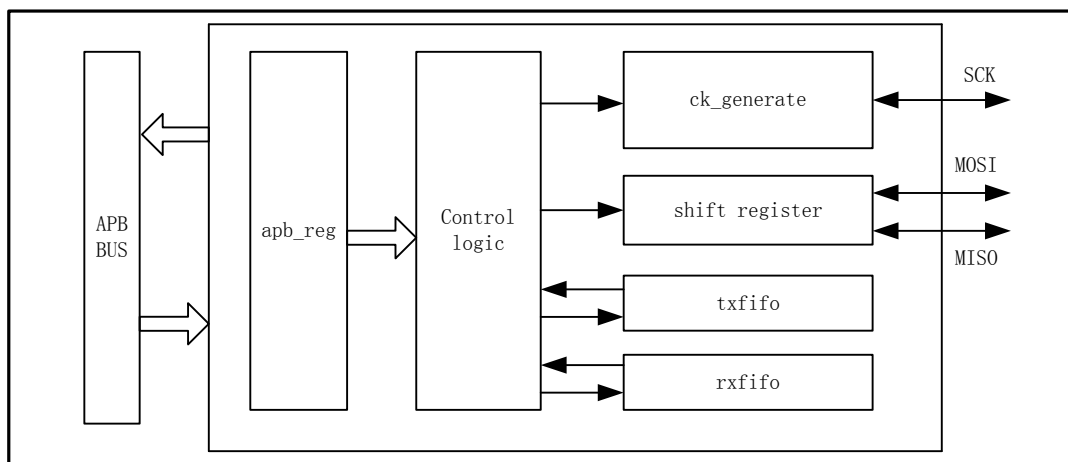 APB
BUS
apb_reg
Control
logic
ck_generate
shift register
txfifo
rxfifo
SCK
MOSI
MISO